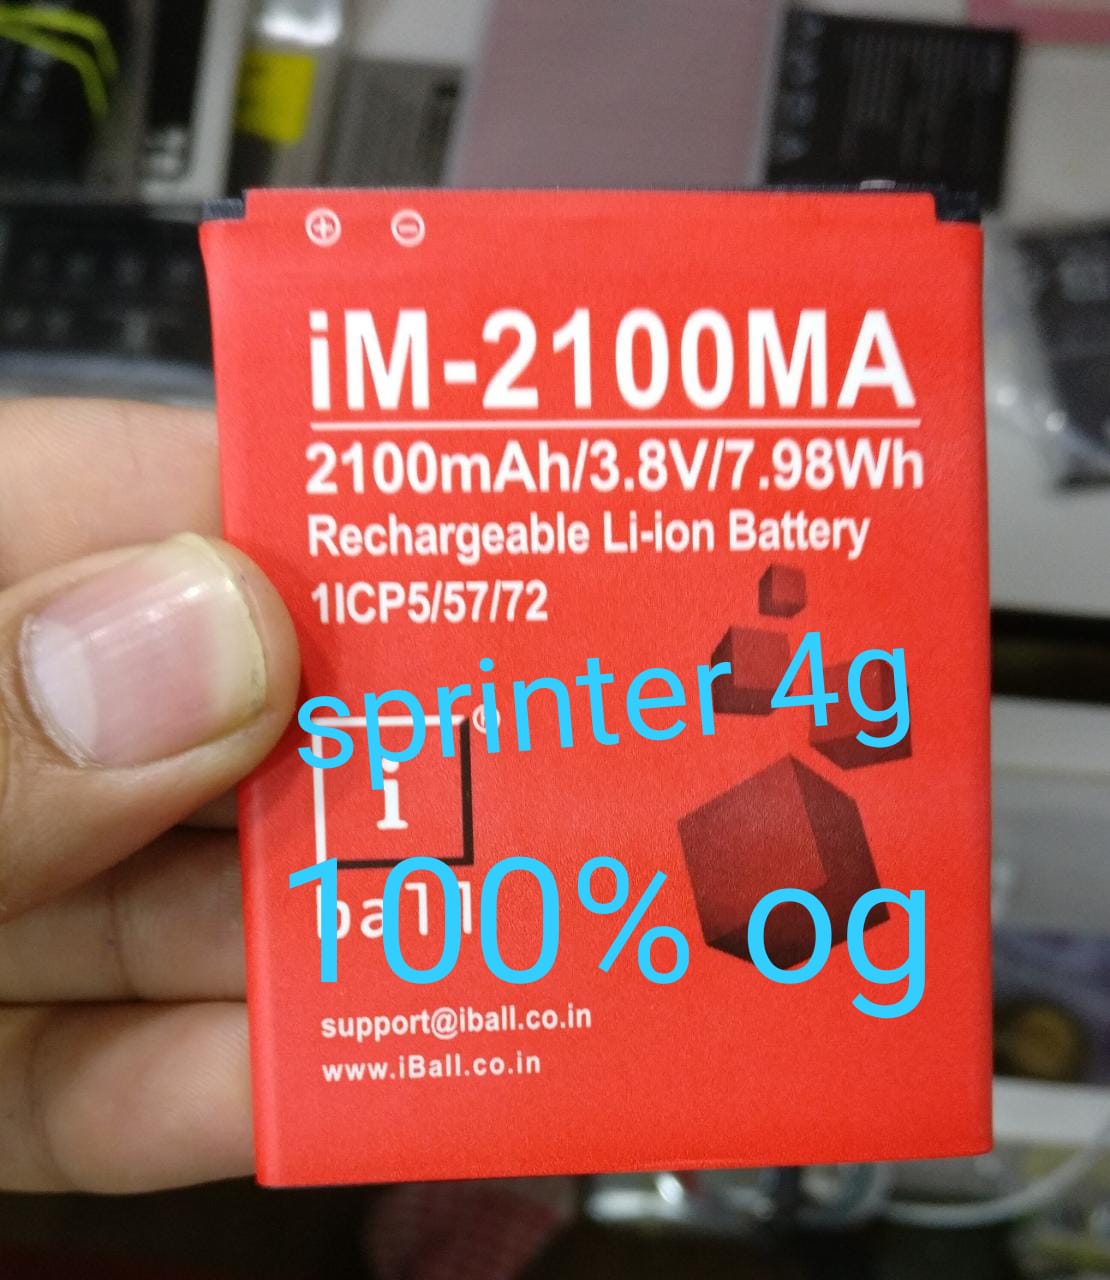 iM-2100MA
2100mAh/3.8V/7.98Wh
Rechargeable Li-ion Battery
1ICP5/57/72
sprinter 4g
i
ball
100% og
support@iball.co.in
www.iBall.co.in